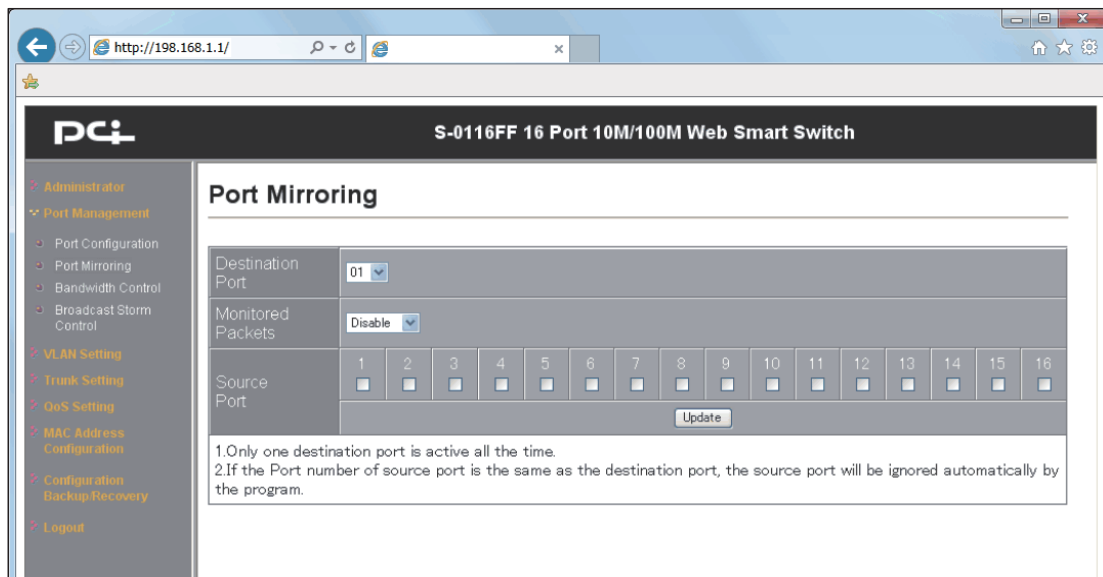 http://198.168.1.1/
PCi
S-0116FF 16 Port 10M/100M Web Smart Switch
Administrator
Port Management
Port Configuration
Port Mirroring
Bandwidth Control
Broadcast Storm
Control
VLAN Setting
Trunk Setting
QoS Setting
MAC Address
Configuration
Configuration
Backup/Recovery
Logout
Port Mirroring
Destination
Port
01
Monitored
Packets
Disable
Source
Port
1 2 3 4 5 6 7 8 9 10 11 12 13 14 15 16
Update
1.Only one destination port is active all the time.
2.If the Port number of source port is the same as the destination port, the source port will be ignored automatically by
the program.